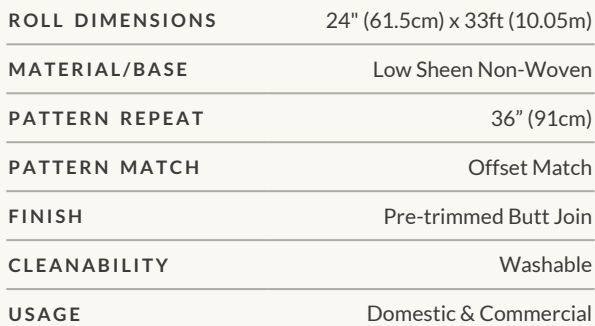 ROLL DIMENSIONS 24" (61.5cm) x 33ft (10.05m)
MATERIAL/BASE Low Sheen Non-Woven
PATTERN REPEAT 36” (91cm)
PATTERN MATCH Offset Match
FINISH Pre-trimmed Butt Join
CLEANABILITY Washable
USAGE Domestic & Commercial